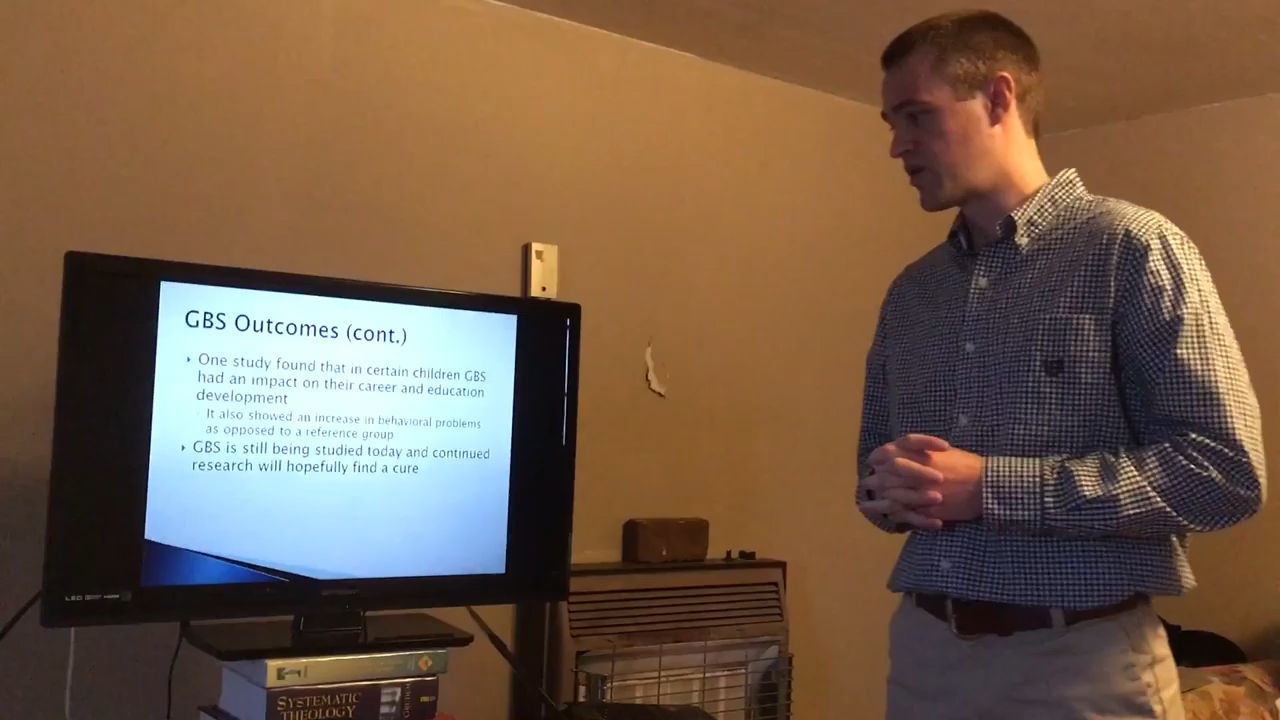 GBS Outcomes (cont.)
One study found that in certain children GBS
had an impact on their career and education
development
It also showed an increase in behavioral problems
as opposed to a reference group
GBS is still being studied today and continued
research will hopefully find a cure
LED
SYSTEMATIC
THEOLOGY